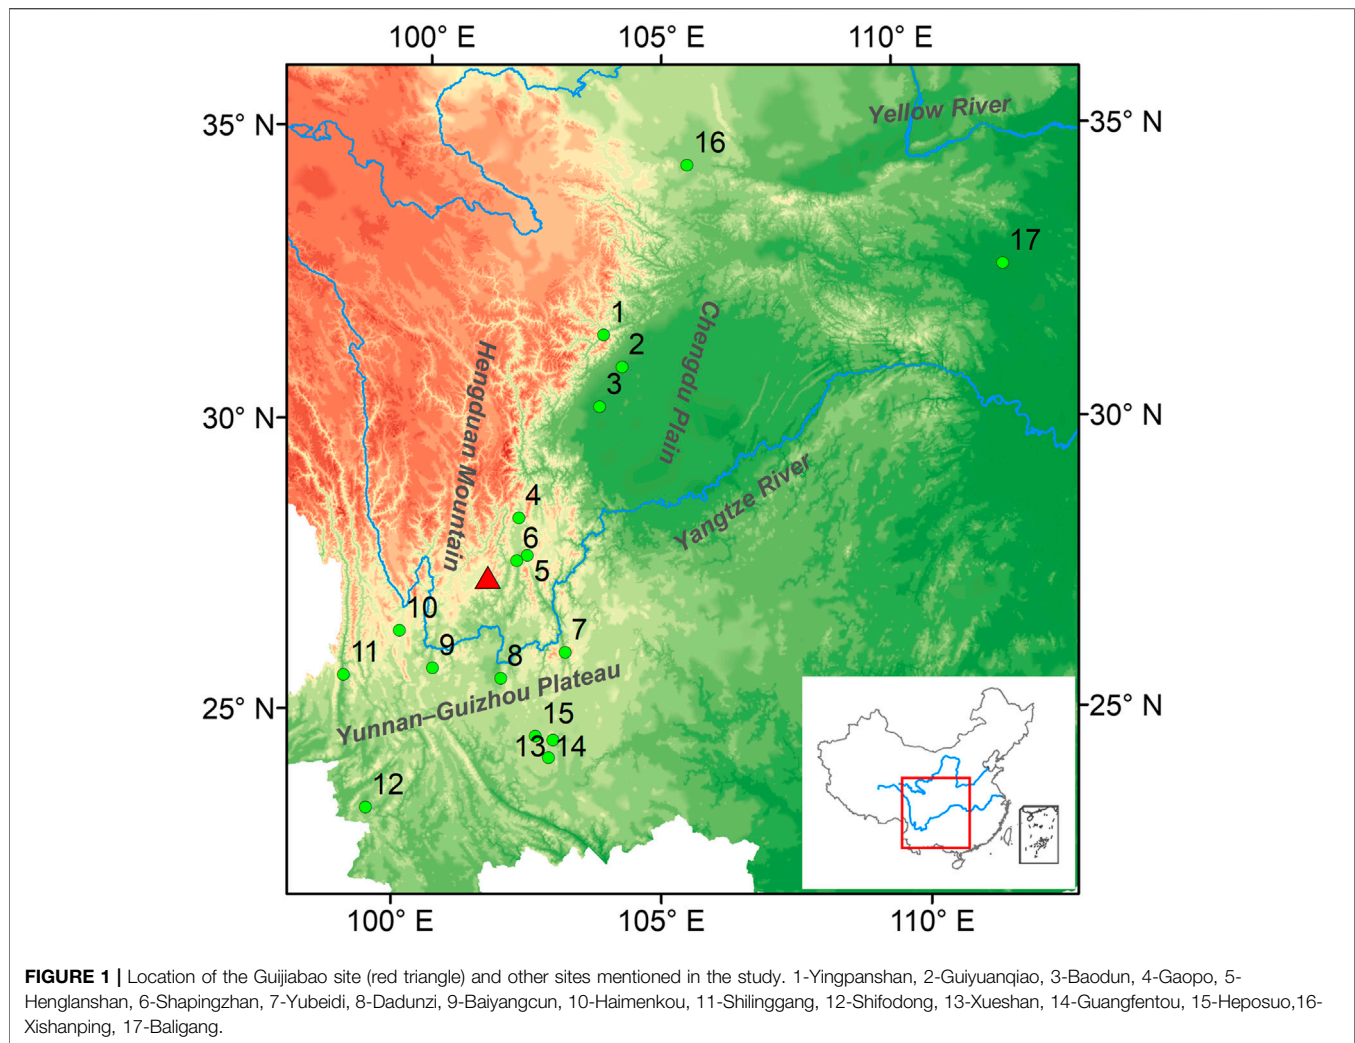 100° E 105° E 110° E
35° N 35° N
Yellow River
16
17
1
2
3
Chengdu Plain
Hengduan Mountain
30° N 30° N
4
Yangtze River
6
5
10
7
11
9
8
Yunnan–Guizhou Plateau
25° N 25° N
15
13 14
12
100° E 105° E 110° E
FIGURE 1 | Location of the Guijiabao site (red triangle) and other sites mentioned in the study. 1-Yingpanshan, 2-Guiyuanqiao, 3-Baodun, 4-Gaopo, 5-
Henglanshan, 6-Shapingzhan, 7-Yubeidi, 8-Dadunzi, 9-Baiyangcun, 10-Haimenkou, 11-Shilinggang, 12-Shifodong, 13-Xueshan, 14-Guangfentou, 15-Heposuo,16-
Xishanping, 17-Baligang.